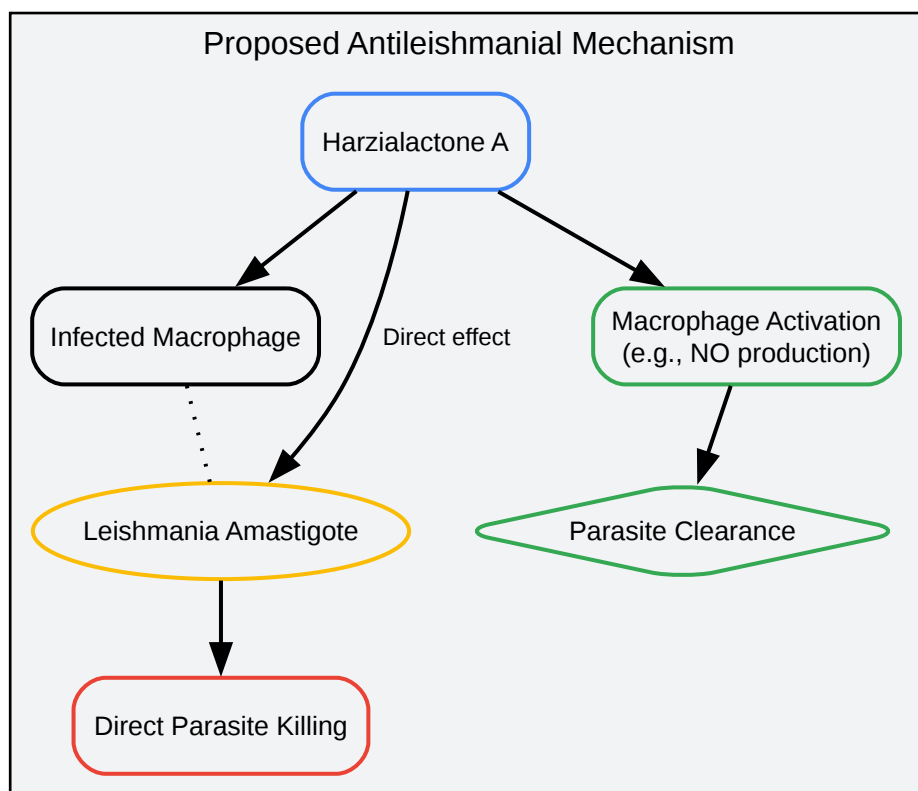 Proposed Antileishmanial Mechanism
Harzialactone A
Infected Macrophage
Direct effect
Macrophage Activation
(e.g., NO production)
Leishmania Amastigote
Parasite Clearance
Direct Parasite Killing